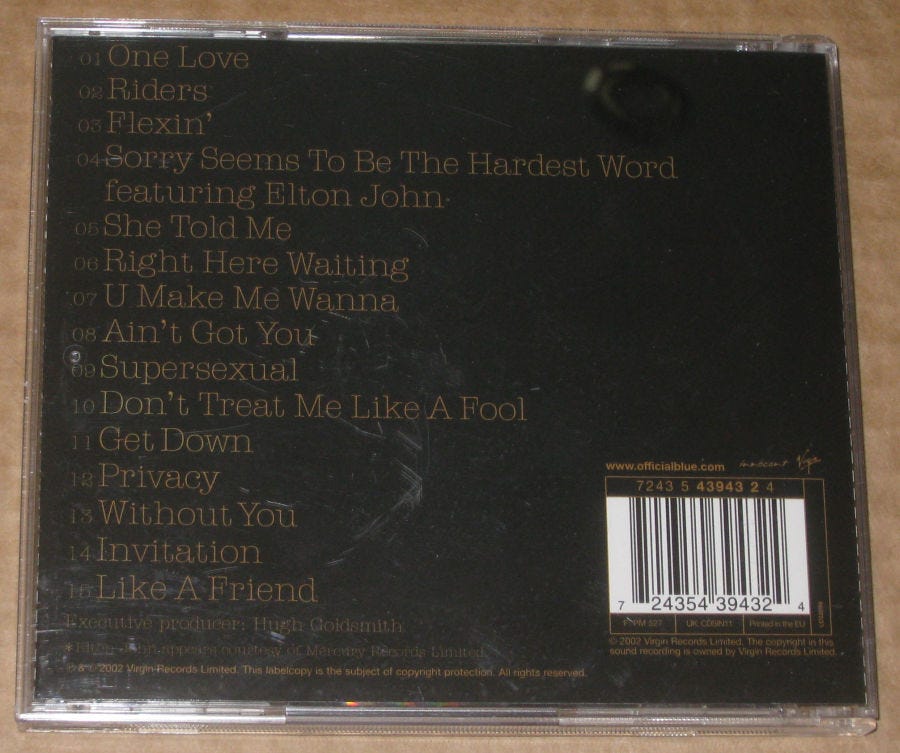 01 One Love
02 Riders
03 Flexin'
04 Sorry Seems To Be The Hardest Word
featuring Elton John*
05 She Told Me
06 Right Here Waiting
07 U Make Me Wanna
08 Ain't Got You
09 Supersexual
10 Don't Treat Me Like A Fool
11 Get Down
12 Privacy
13 Without You
14 Invitation
15 Like A Friend
Executive producer: Hugh Goldsmith
*Elton John appears courtesy of Mercury Records Limited
℗ & © 2002 Virgin Records Limited. This labelcopy is the subject of copyright protection. All rights reserved.
www.officialblue.com innocent Virgin
7243 5 43943 2 4
7 24354 39432 4
F: PM 527 UK: CDSIN11 Printed in the EU
© 2002 Virgin Records Limited. The copyright in this
sound recording is owned by Virgin Records Limited.